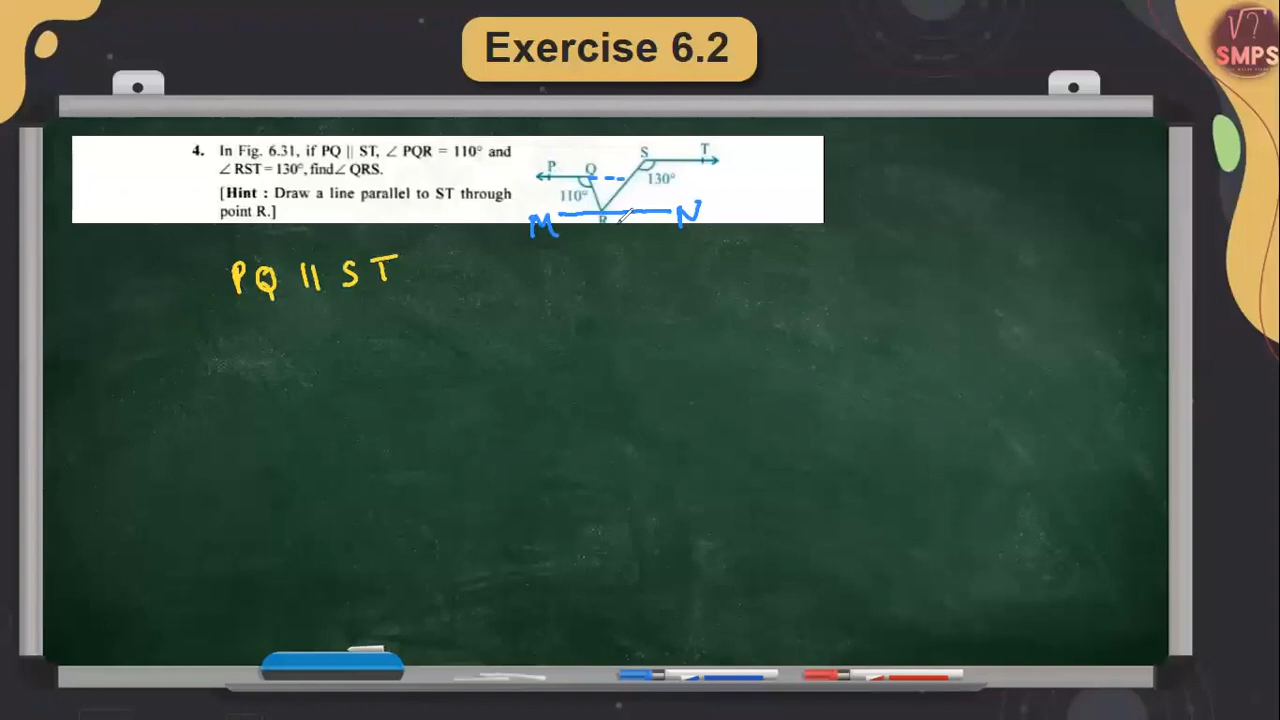 Exercise 6.2
√?
SMPS
4. In Fig. 6.31, if PQ || ST, ∠ PQR = 110° and
∠ RST = 130°, find ∠ QRS.
[Hint : Draw a line parallel to ST through
point R.]
P Q S T
110° 130°
M R N
PQ || ST